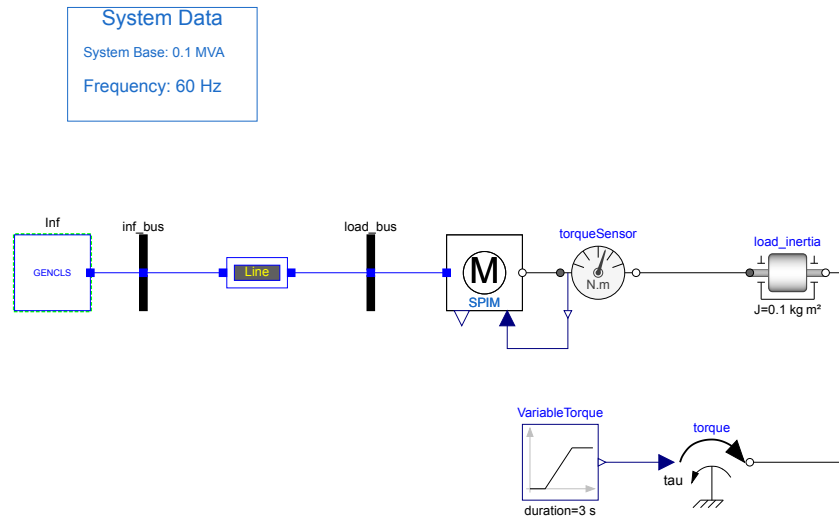 System Data
System Base: 0.1 MVA
Frequency: 60 Hz
Inf
inf_bus
load_bus
torqueSensor
load_inertia
GENCLS
Line
M
SPIM
N.m
J=0.1 kg m²
VariableTorque
torque
tau
duration=3 s